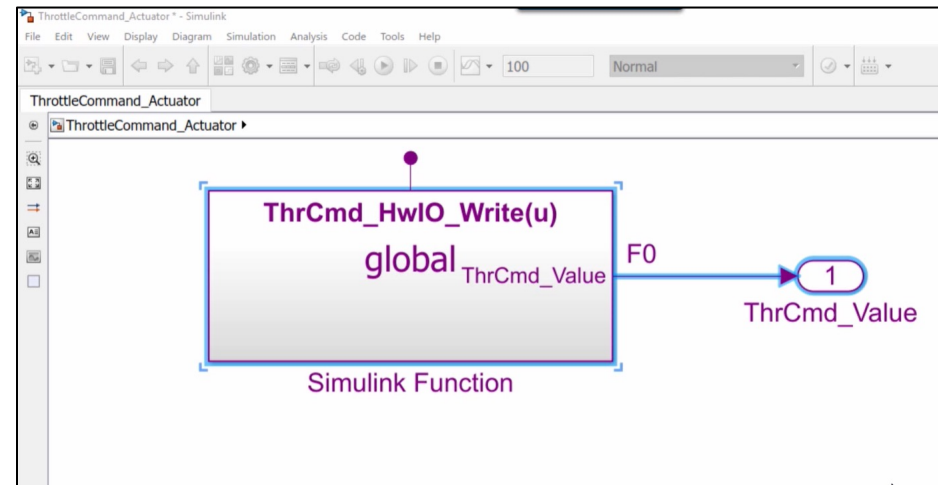 ThrottleCommand_Actuator * - Simulink
File Edit View Display Diagram Simulation Analysis Code Tools Help
100 Normal
ThrottleCommand_Actuator
ThrottleCommand_Actuator
ThrCmd_HwIO_Write(u)
global
ThrCmd_Value
F0
1
ThrCmd_Value
Simulink Function